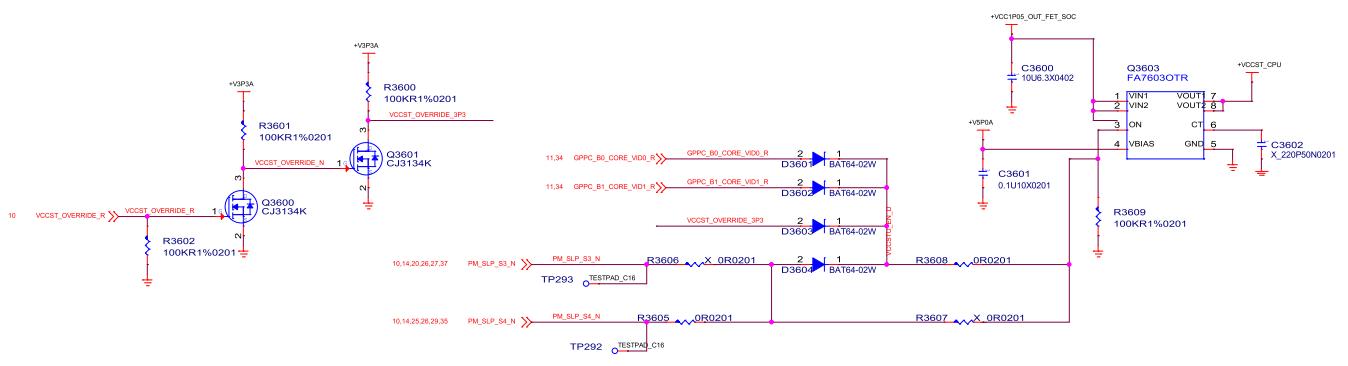 +VCC1P05_OUT_FET_SOC
+V3P3A
R3600
100KR1%0201
VCCST_OVERRIDE_3P3
3
1
Q3601
CJ3134K
2
+V3P3A
R3601
100KR1%0201
VCCST_OVERRIDE_N
3
1
Q3600
CJ3134K
2
10 VCCST_OVERRIDE_R VCCST_OVERRIDE_R
R3602
100KR1%0201
11,34 GPPC_B0_CORE_VID0_R GPPC_B0_CORE_VID0_R 2 1
D3601 BAT64-02W
11,34 GPPC_B1_CORE_VID1_R GPPC_B1_CORE_VID1_R 2 1
D3602 BAT64-02W
VCCST_OVERRIDE_3P3 2 1
D3603 BAT64-02W
10,14,20,26,27,37 PM_SLP_S3_N PM_SLP_S3_N R3606 X_0R0201 2 1
D3604 BAT64-02W
R3608 0R0201
TP293 TESTPAD_C16
10,14,25,26,29,35 PM_SLP_S4_N PM_SLP_S4_N R3605 0R0201 R3607 X_0R0201
TP292 TESTPAD_C16
C3600
10U6.3X0402
+V5P0A
C3601
0.1U10X0201
Q3603
FA7603OTR
1 VIN1 VOUT1 7
2 VIN2 VOUT2 8
3 ON CT 6
4 VBIAS GND 5
+VCCST_CPU
C3602
X_220P50N0201
R3609
100KR1%0201